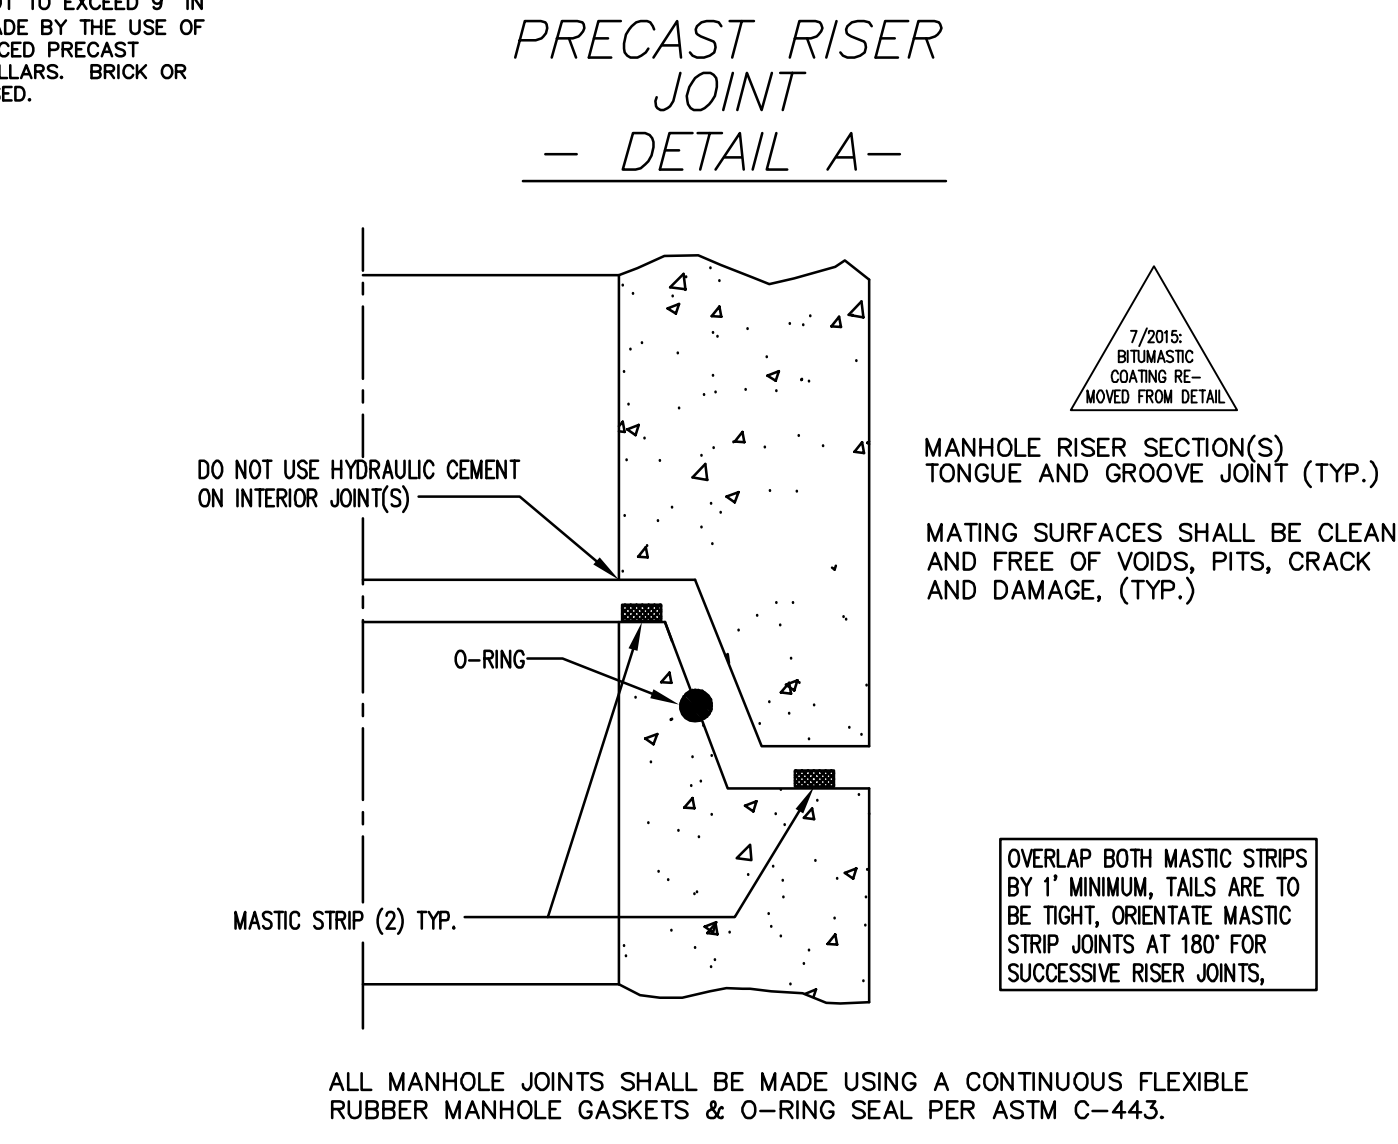 TO EXCEED 9" IN
BY THE USE OF
PRECAST
BRICK OR
PRECAST RISER
JOINT
- DETAIL A-
7/2015:
BITUMASTIC
COATING RE-
MOVED FROM DETAIL
MANHOLE RISER SECTION(S)
TONGUE AND GROOVE JOINT (TYP.)
MATING SURFACES SHALL BE CLEAN
AND FREE OF VOIDS, PITS, CRACK
AND DAMAGE, (TYP.)
DO NOT USE HYDRAULIC CEMENT
ON INTERIOR JOINT(S)
O-RING
MASTIC STRIP (2) TYP.
OVERLAP BOTH MASTIC STRIPS
BY 1' MINIMUM, TAILS ARE TO
BE TIGHT, ORIENTATE MASTIC
STRIP JOINTS AT 180° FOR
SUCCESSIVE RISER JOINTS,
ALL MANHOLE JOINTS SHALL BE MADE USING A CONTINUOUS FLEXIBLE
RUBBER MANHOLE GASKETS & O-RING SEAL PER ASTM C-443.